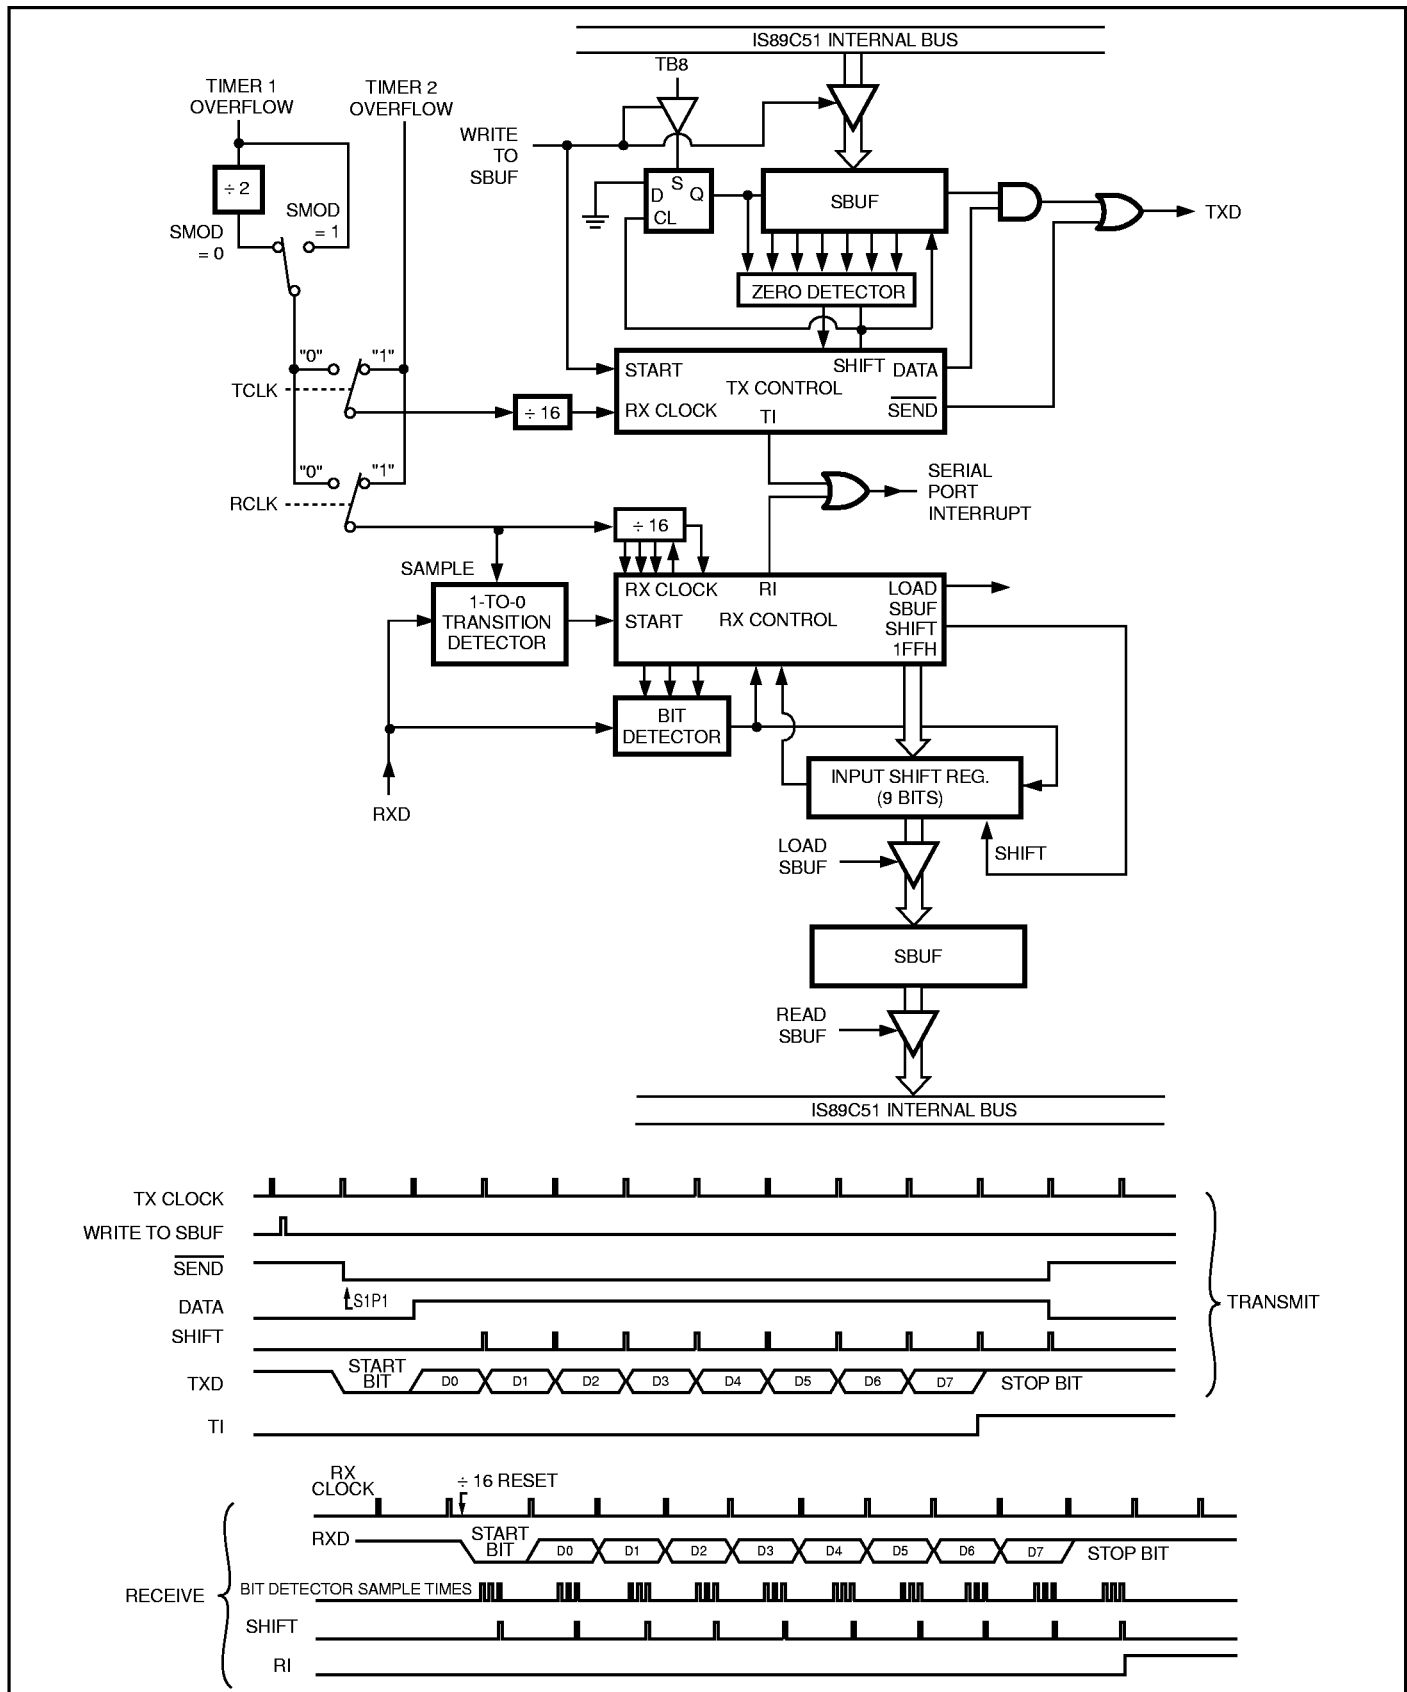 IS89C51 INTERNAL BUS
TB8
TIMER 1
OVERFLOW
TIMER 2
OVERFLOW
WRITE
TO
SBUF
÷ 2
SMOD
= 1
SMOD
= 0
S
D
Q
CL
SBUF
TXD
ZERO DETECTOR
"0"
"1"
TCLK
START
SHIFT
DATA
TX CONTROL
÷ 16
RX CLOCK
TI
SEND
"0"
"1"
RCLK
SERIAL
PORT
INTERRUPT
÷ 16
SAMPLE
1-TO-0
TRANSITION
DETECTOR
RX CLOCK
RI
LOAD
SBUF
START
RX CONTROL
SHIFT
1FFH
BIT
DETECTOR
RXD
INPUT SHIFT REG.
(9 BITS)
LOAD
SBUF
SHIFT
SBUF
READ
SBUF
IS89C51 INTERNAL BUS
TX CLOCK
WRITE TO SBUF
SEND
S1P1
DATA
TRANSMIT
SHIFT
TXD
START
BIT
D0
D1
D2
D3
D4
D5
D6
D7
STOP BIT
TI
RX
CLOCK
÷ 16 RESET
RXD
START
BIT
D0
D1
D2
D3
D4
D5
D6
D7
STOP BIT
RECEIVE
BIT DETECTOR SAMPLE TIMES
SHIFT
RI